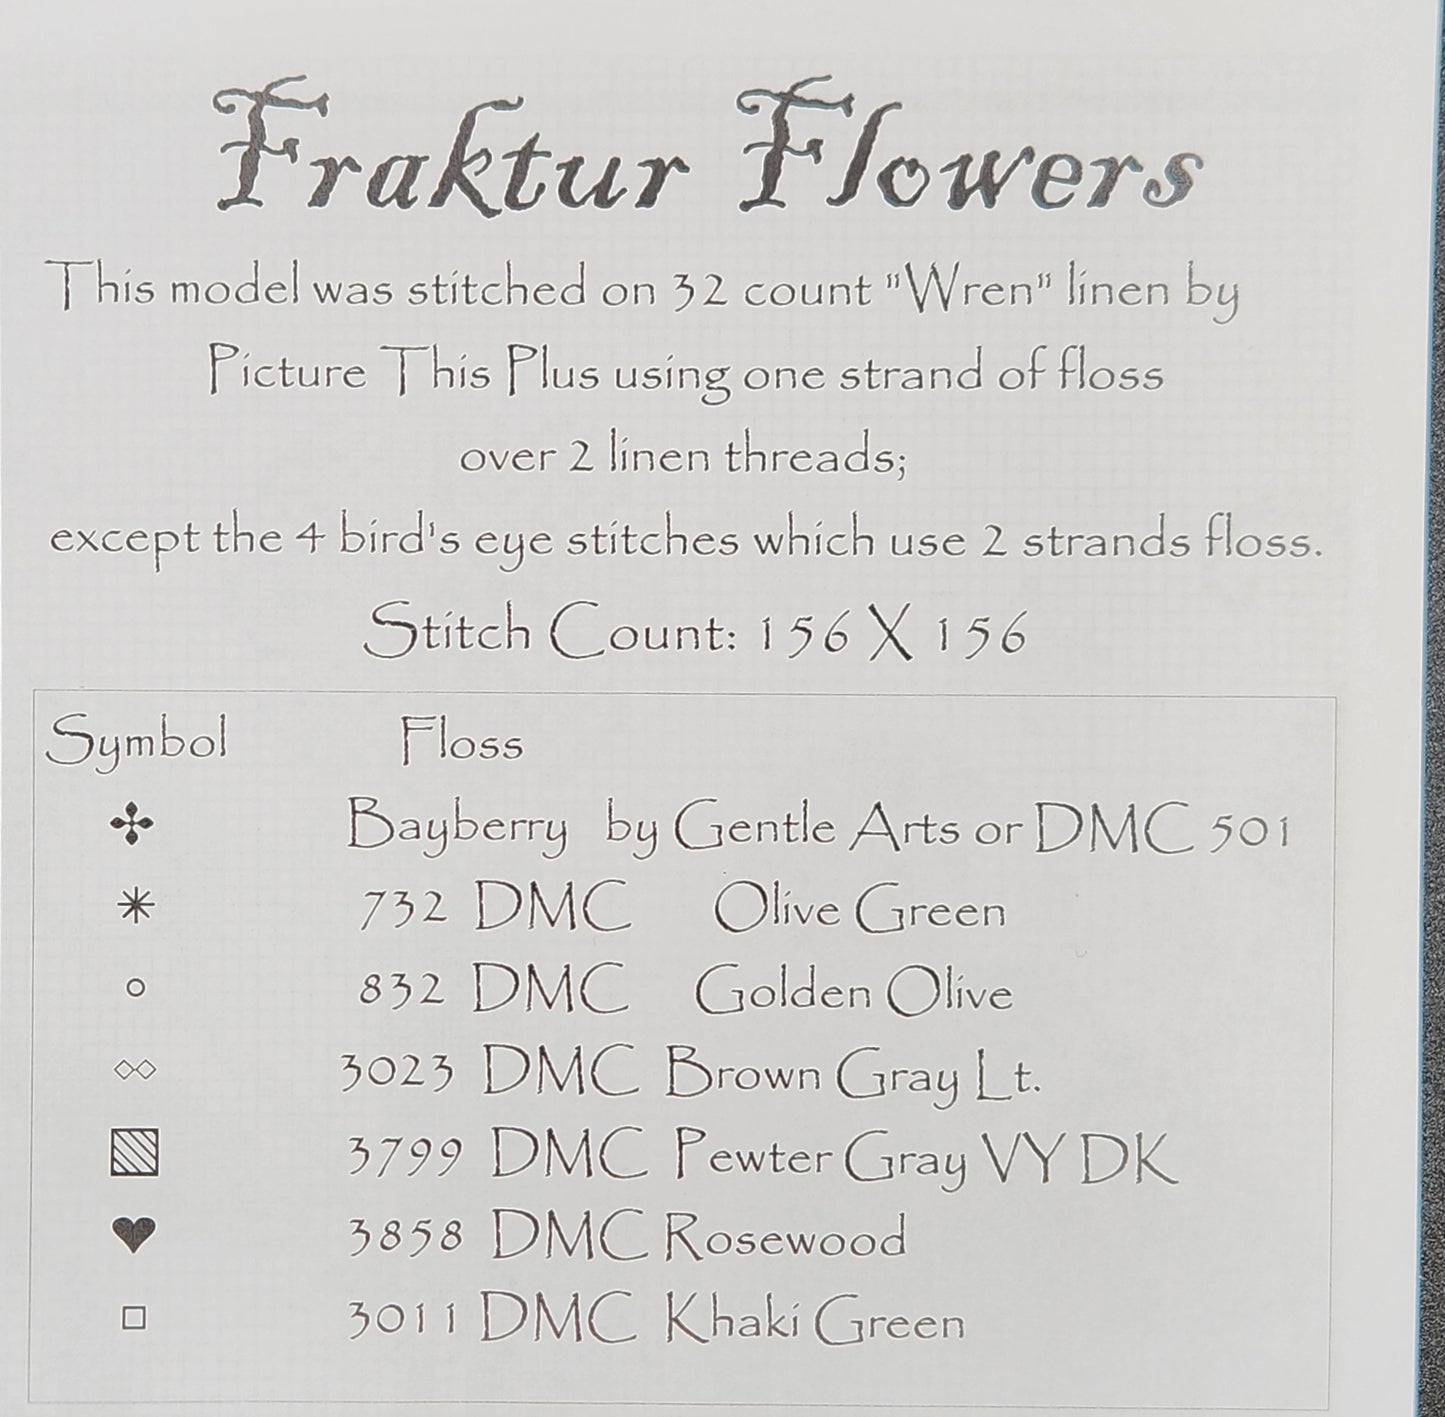 Fraktur Flowers
This model was stitched on 32 count "Wren" linen by
Picture This Plus using one strand of floss
over 2 linen threads;
except the 4 bird's eye stitches which use 2 strands floss.
Stitch Count: 156 X 156
Symbol Floss
Bayberry by Gentle Arts or DMC 501
732 DMC Olive Green
832 DMC Golden Olive
3023 DMC Brown Gray Lt.
3799 DMC Pewter Gray VY DK
3858 DMC Rosewood
3011 DMC Khaki Green